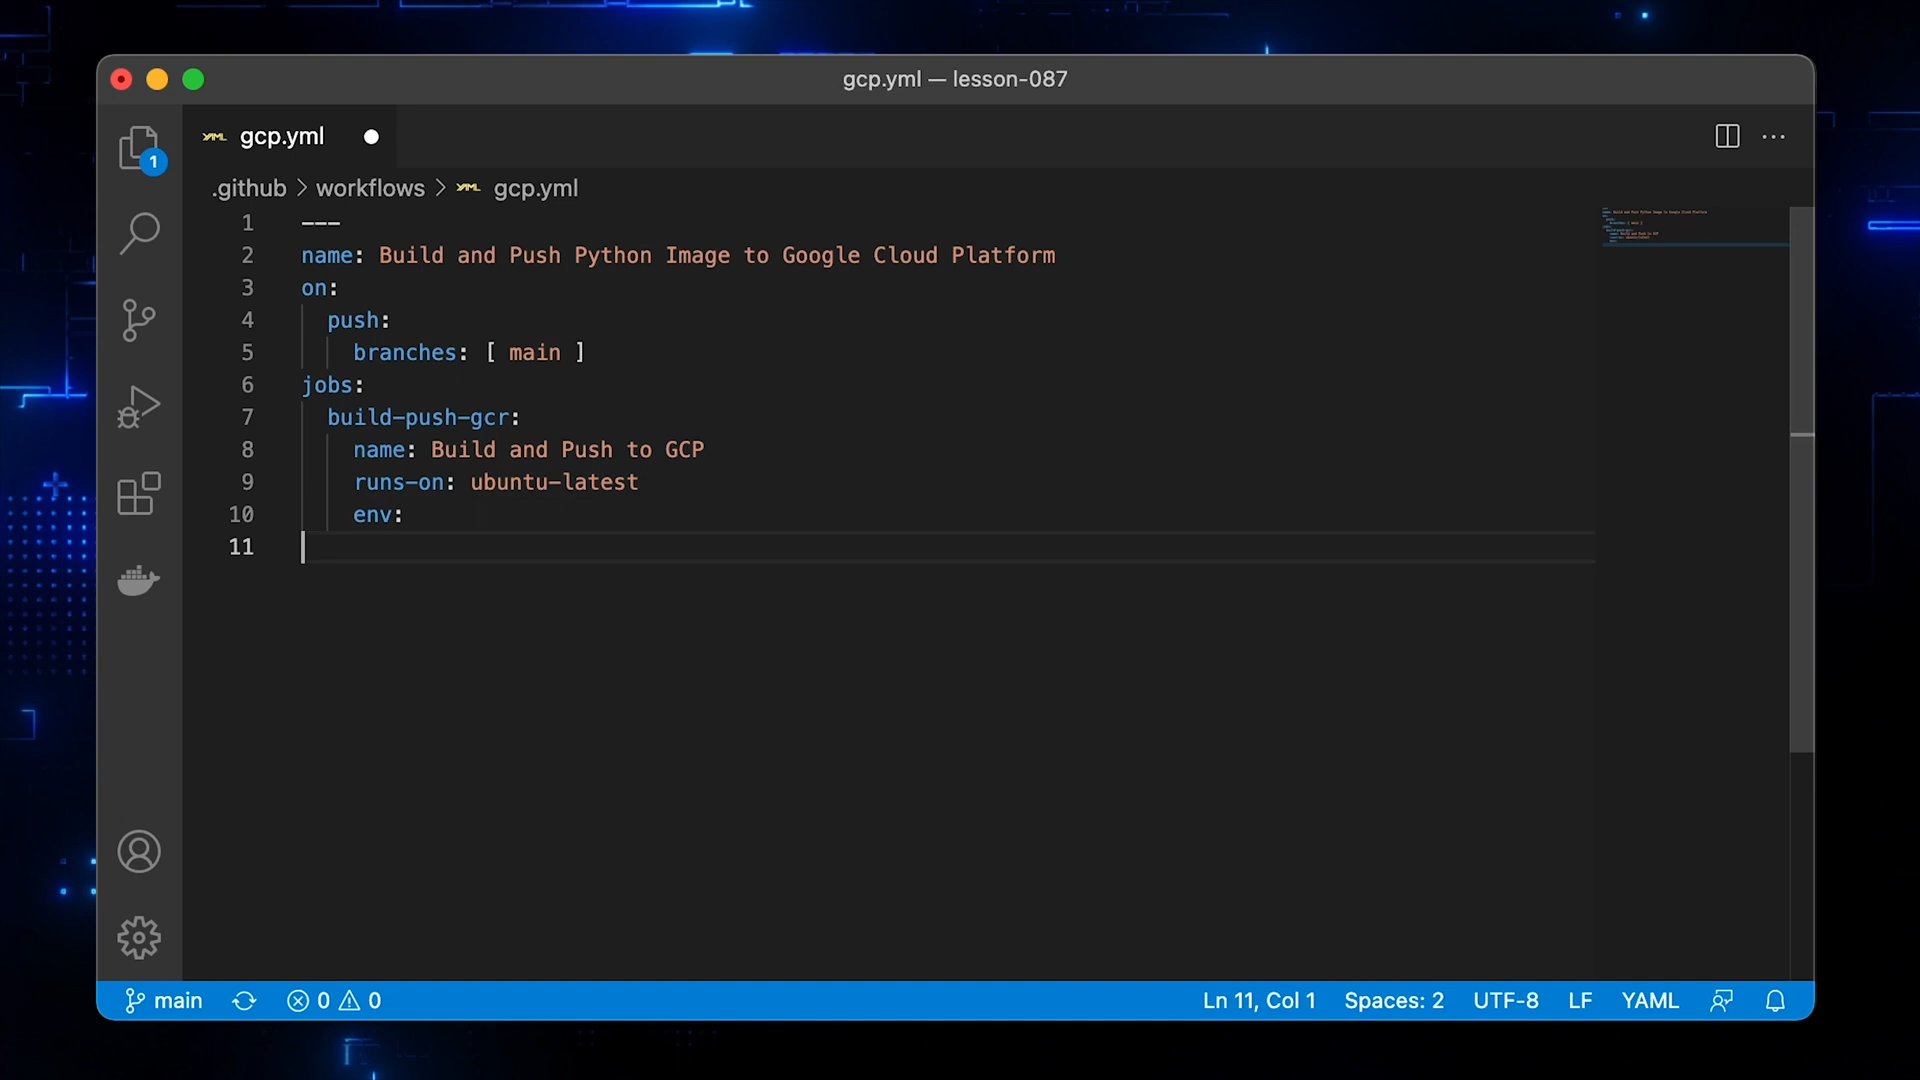 gcp.yml — lesson-087
YAML gcp.yml
1
.github > workflows > YAML gcp.yml
1 ---
2 name: Build and Push Python Image to Google Cloud Platform
3 on:
4 push:
5 branches: [ main ]
6 jobs:
7 build-push-gcr:
8 name: Build and Push to GCP
9 runs-on: ubuntu-latest
10 env:
11
main 0 0 Ln 11, Col 1 Spaces: 2 UTF-8 LF YAML